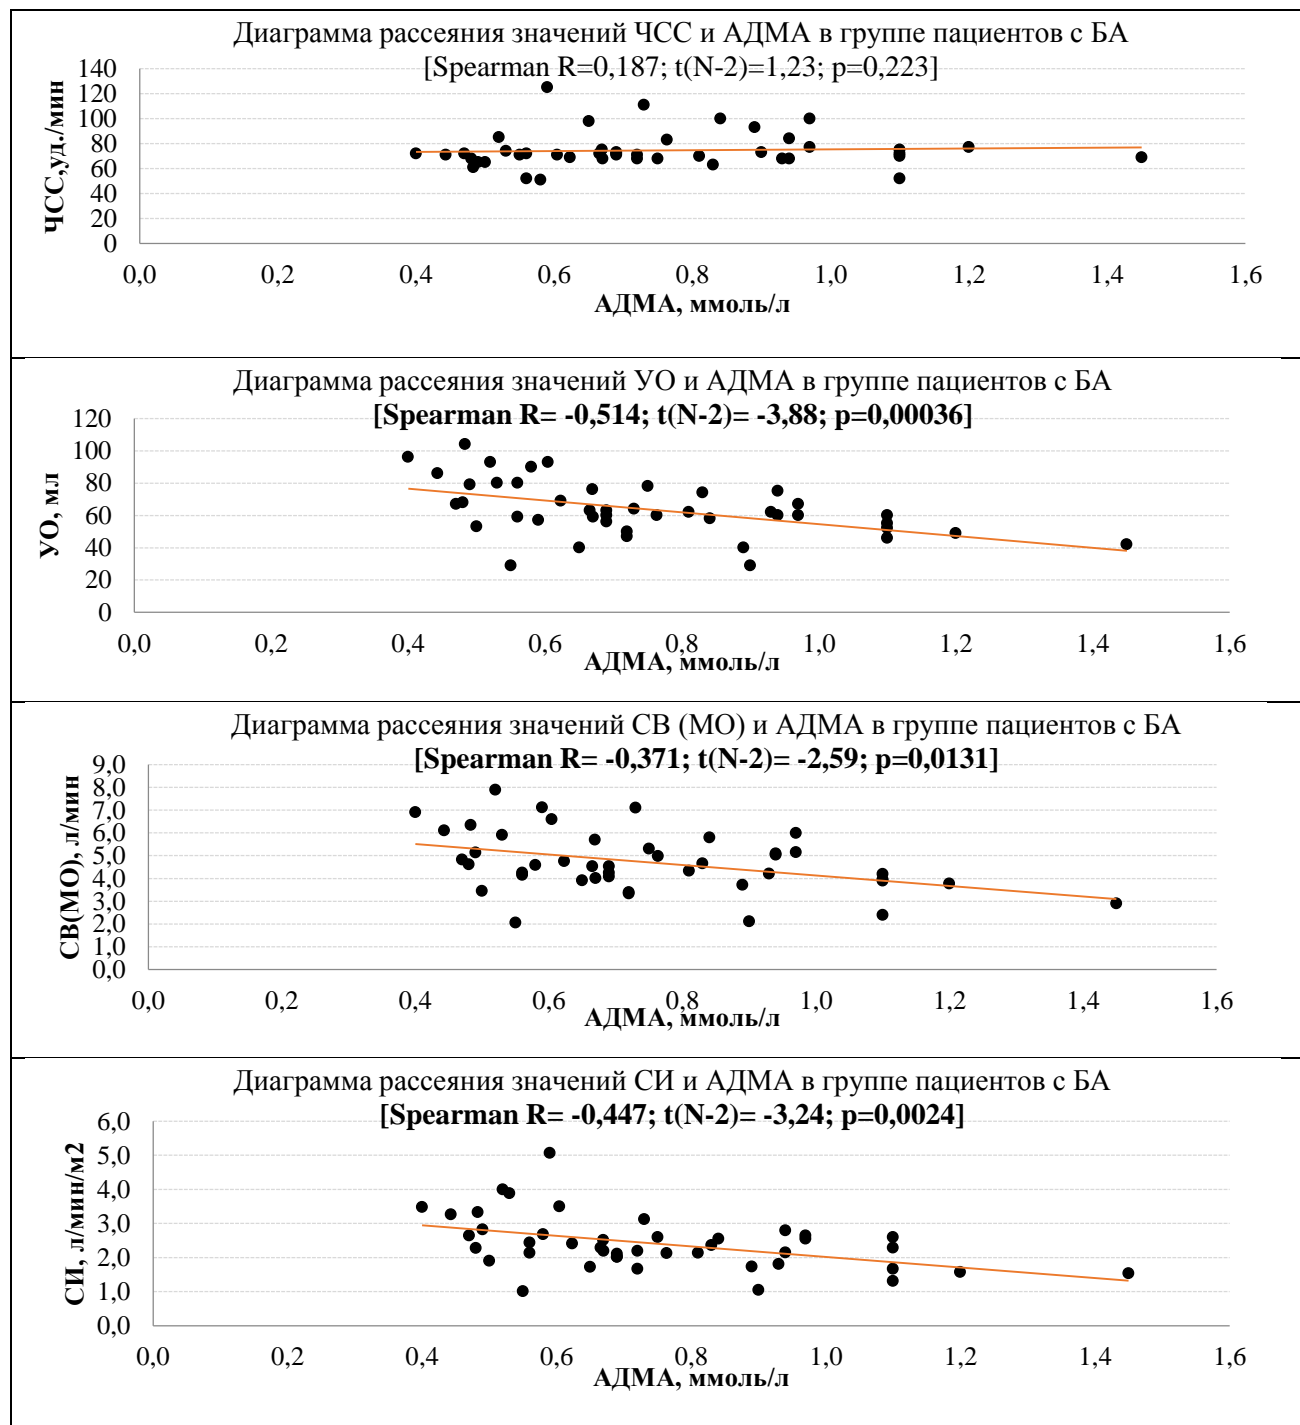 Диаграмма рассеяния значений ЧСС и АДМА в группе пациентов с БА
[Spearman R=0,187; t(N-2)=1,23; p=0,223]
ЧСС,уд./мин
140
120
100
80
60
40
20
0
0,0 0,2 0,4 0,6 0,8 1,0 1,2 1,4 1,6
АДМА, ммоль/л
Диаграмма рассеяния значений УО и АДМА в группе пациентов с БА
[Spearman R= -0,514; t(N-2)= -3,88; p=0,00036]
УО, мл
120
100
80
60
40
20
0
0,0 0,2 0,4 0,6 0,8 1,0 1,2 1,4 1,6
АДМА, ммоль/л
Диаграмма рассеяния значений СВ (МО) и АДМА в группе пациентов с БА
[Spearman R= -0,371; t(N-2)= -2,59; p=0,0131]
СВ(МО), л/мин
9,0
8,0
7,0
6,0
5,0
4,0
3,0
2,0
1,0
0,0
0,0 0,2 0,4 0,6 0,8 1,0 1,2 1,4 1,6
АДМА, ммоль/л
Диаграмма рассеяния значений СИ и АДМА в группе пациентов с БА
[Spearman R= -0,447; t(N-2)= -3,24; p=0,0024]
СИ, л/мин/м2
6,0
5,0
4,0
3,0
2,0
1,0
0,0
0,0 0,2 0,4 0,6 0,8 1,0 1,2 1,4 1,6
АДМА, ммоль/л